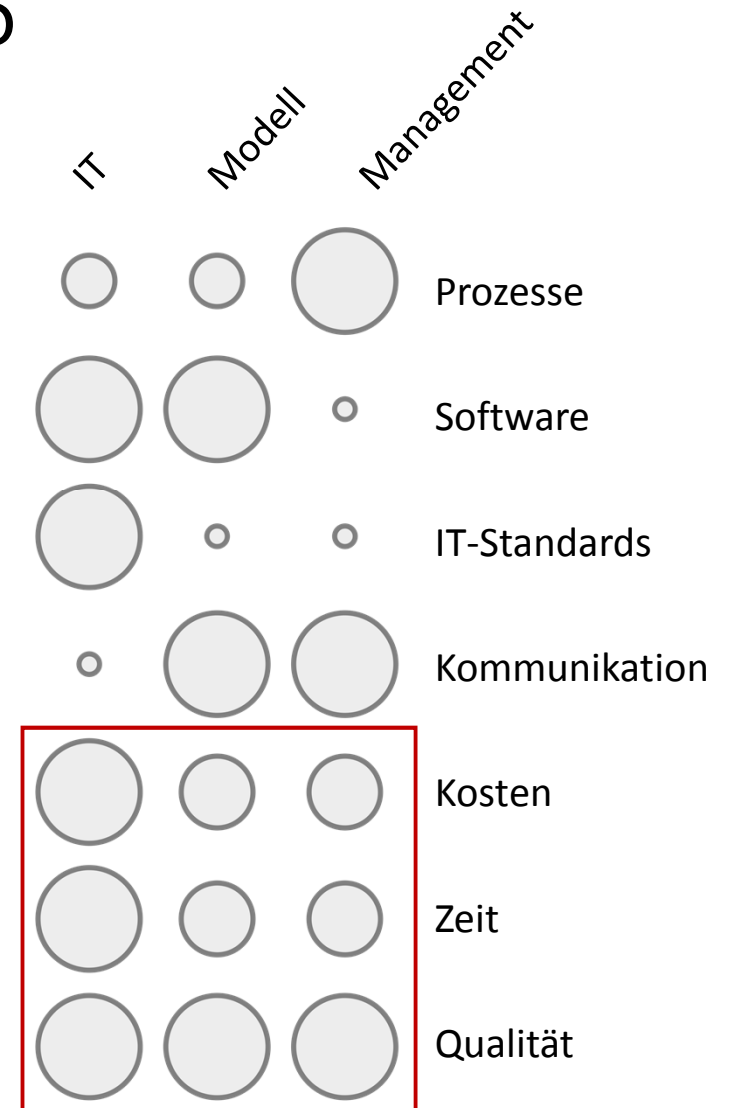 IT
Modell
Management
Prozesse
Software
IT-Standards
Kommunikation
Kosten
Zeit
Qualität